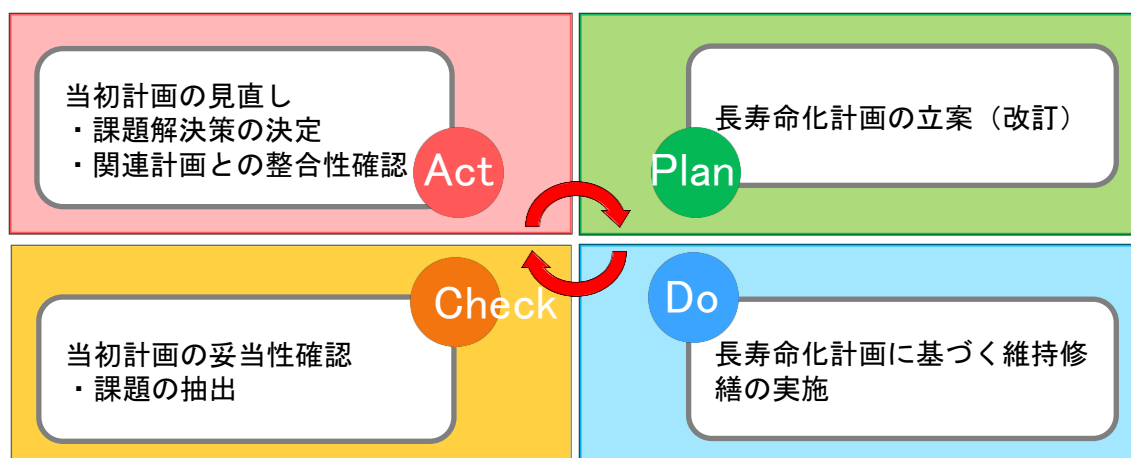 当初計画の見直し
・課題解決策の決定
・関連計画との整合性確認
Act
長寿命化計画の立案（改訂）
Plan
当初計画の妥当性確認
・課題の抽出
Check
長寿命化計画に基づく維持修
繕の実施
Do